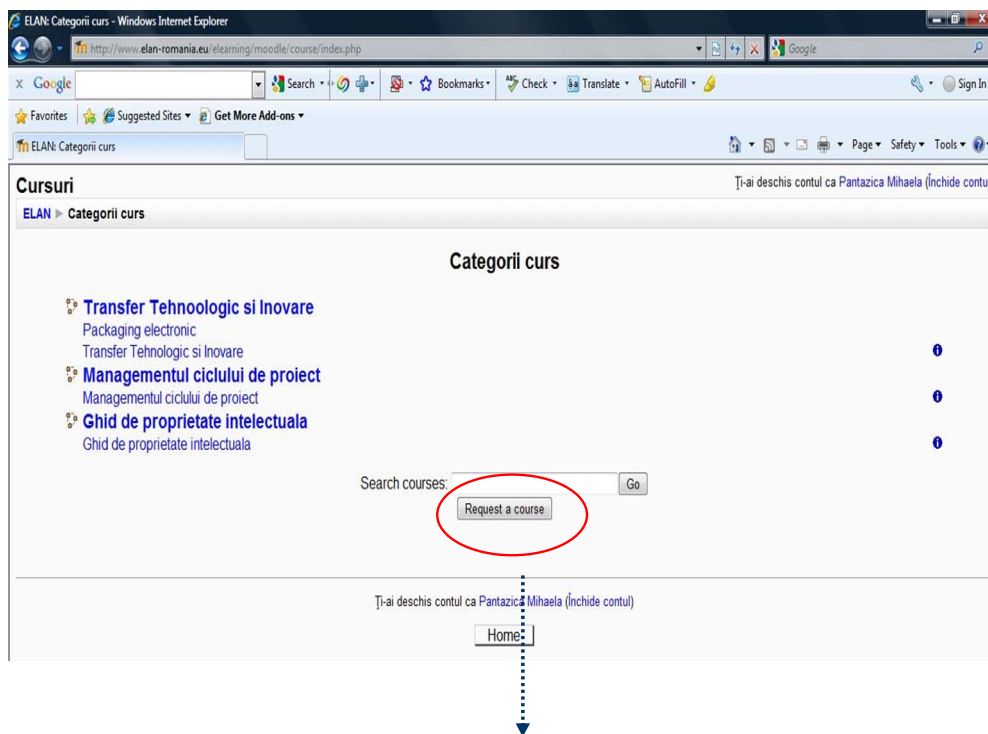 ELAN: Categorii curs - Windows Internet Explorer
http://www.elan-romania.eu/elearning/moodle/course/index.php Google
x Google Search Bookmarks Check Translate AutoFill Sign In
Favorites Suggested Sites Get More Add-ons
ELAN: Categorii curs Page Safety Tools
Cursuri Ţi-ai deschis contul ca Pantazica Mihaela (Închide contu
ELAN Categorii curs
Categorii curs
Transfer Tehnoologic si Inovare
Packaging electronic
Transfer Tehnologic si Inovare
Managementul ciclului de proiect
Managementul ciclului de proiect
Ghid de proprietate intelectuala
Ghid de proprietate intelectuala
Search courses: Go
Request a course
Ţi-ai deschis contul ca Pantazica Mihaela (Închide contul)
Home